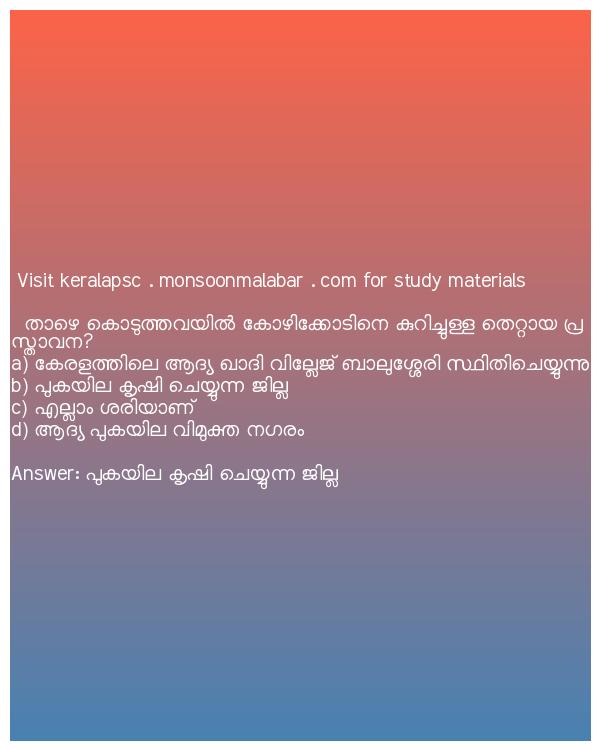 Visit keralapsc . monsoonmalabar . com for study materials
താഴെ കൊടുത്തവയിൽ കോഴിക്കോടിനെ കുറിച്ചുള്ള തെറ്റായ പ്ര
സ്താവന?
a) കേരളത്തിലെ ആദ്യ ഖാദി വില്ലേജ് ബാലുശ്ശേരി സ്ഥിതിചെയ്യുന്നു
b) പുകയില കൃഷി ചെയ്യുന്ന ജില്ല
c) എല്ലാം ശരിയാണ്
d) ആദ്യ പുകയില വിമുക്ത നഗരം
Answer: പുകയില കൃഷി ചെയ്യുന്ന ജില്ല